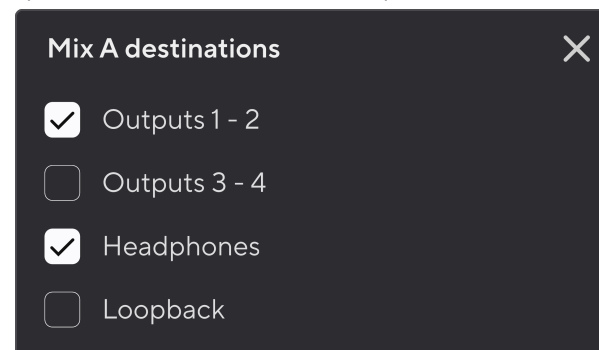 Mix A destinations
Outputs 1 - 2
Outputs 3 - 4
Headphones
Loopback